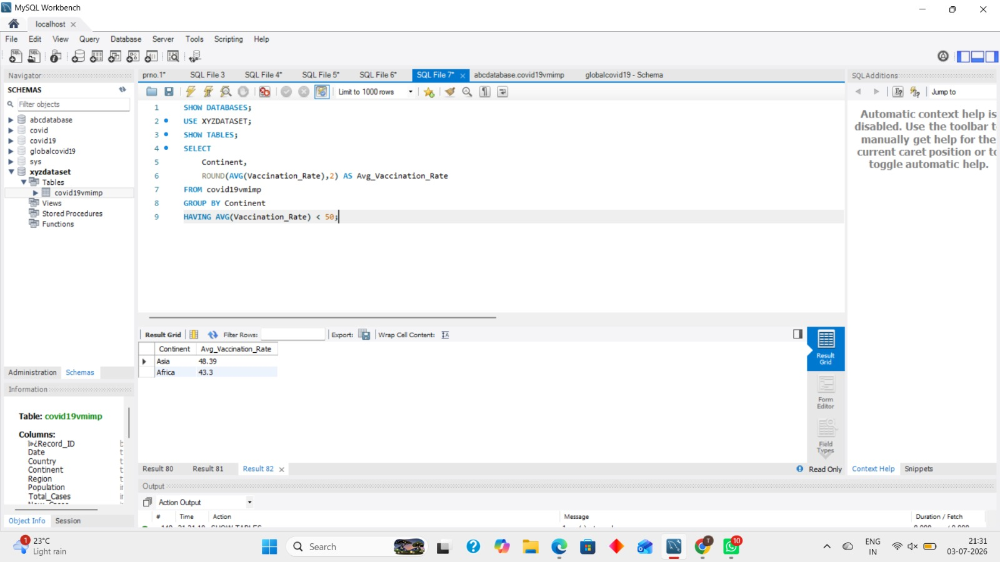 MySQL Workbench
localhost
File Edit View Query Database Server Tools Scripting Help
Navigator
SCHEMAS
Filter objects
abcdatabase
covid
covid19
globalcovid19
sys
xyzdataset
Tables
covid19vmimp
Views
Stored Procedures
Functions
Administration Schemas
Information
Table: covid19vmimp
Columns:
ï»¿Record_ID
Date
Country
Continent
Region
Population
Total_Cases
Object Info Session
prno.1* SQL File 3 SQL File 4* SQL File 5* SQL File 6* SQL File 7* abcdatabase.covid19vmimp globalcovid19 - Schema
Limit to 1000 rows
1 SHOW DATABASES;
2 USE XYZDATASET;
3 SHOW TABLES;
4 SELECT
5 Continent,
6 ROUND(AVG(Vaccination_Rate),2) AS Avg_Vaccination_Rate
7 FROM covid19vmimp
8 GROUP BY Continent
9 HAVING AVG(Vaccination_Rate) < 50;
Result Grid Filter Rows: Export: Wrap Cell Content:
Continent Avg_Vaccination_Rate
Asia 48.39
Africa 43.3
Result
Grid
Form
Editor
Field
Types
Result 80 Result 81 Result 82 Read Only
Output
Action Output
# Time Action Message Duration / Fetch
SQLAdditions
Jump to
Automatic context help is
disabled. Use the toolbar t
manually get help for the
current caret position or to
toggle automatic help.
Context Help Snippets
1
23°C
Light rain
Search
T
10
ENG
IN
21:31
03-07-2026